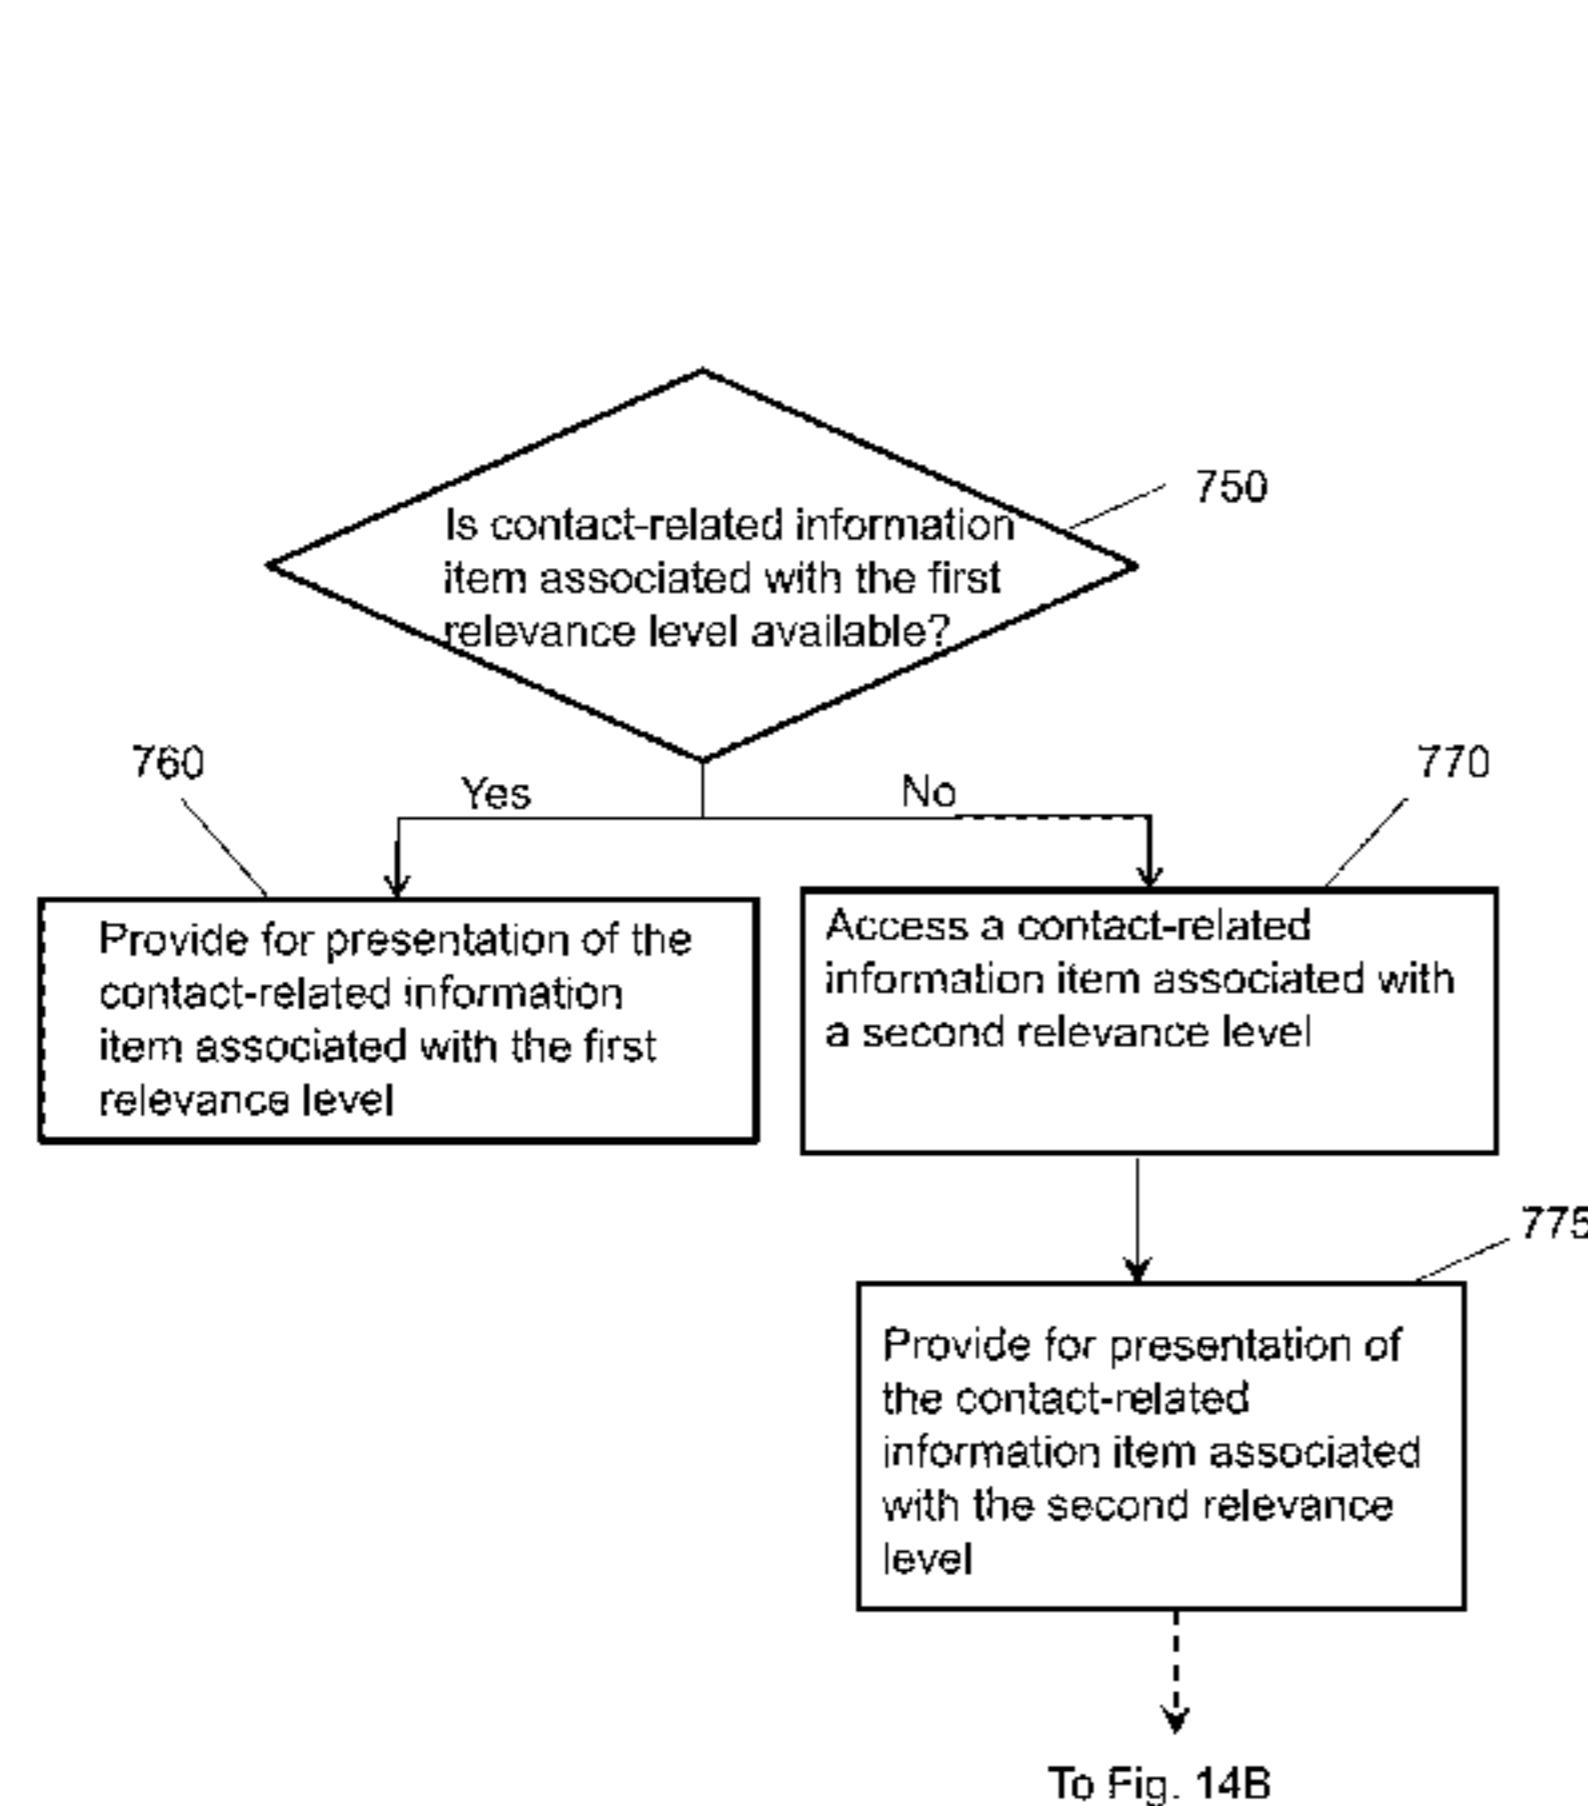 750
Is contact-related information
item associated with the first
relevance level available?
760
770
Yes
No
Provide for presentation of the
contact-related information
item associated with the first
relevance level
Access a contact-related
information item associated with
a second relevance level
775
Provide for presentation of
the contact-related
information item associated
with the second relevance
level
To Fig. 14B